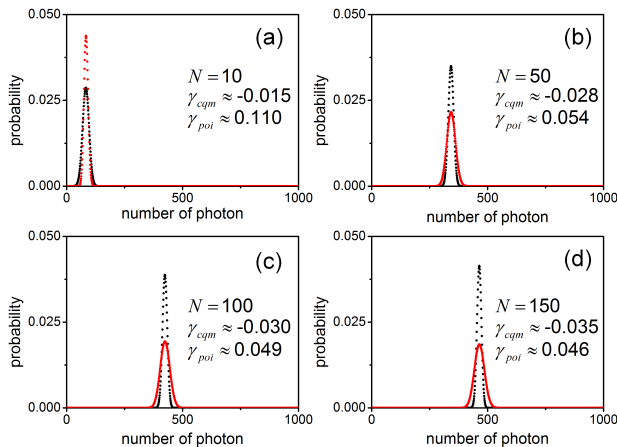 0.050
(a)
N = 10
γcqm ≈ -0.015
γpoi ≈ 0.110
0.025
0.000
probability
0
500
1000
number of photon
0.050
(b)
N = 50
γcqm ≈ -0.028
γpoi ≈ 0.054
0.025
0.000
probability
0
500
1000
number of photon
0.050
(c)
N = 100
γcqm ≈ -0.030
γpoi ≈ 0.049
0.025
0.000
probability
0
500
1000
number of photon
0.050
(d)
N = 150
γcqm ≈ -0.035
γpoi ≈ 0.046
0.025
0.000
probability
0
500
1000
number of photon